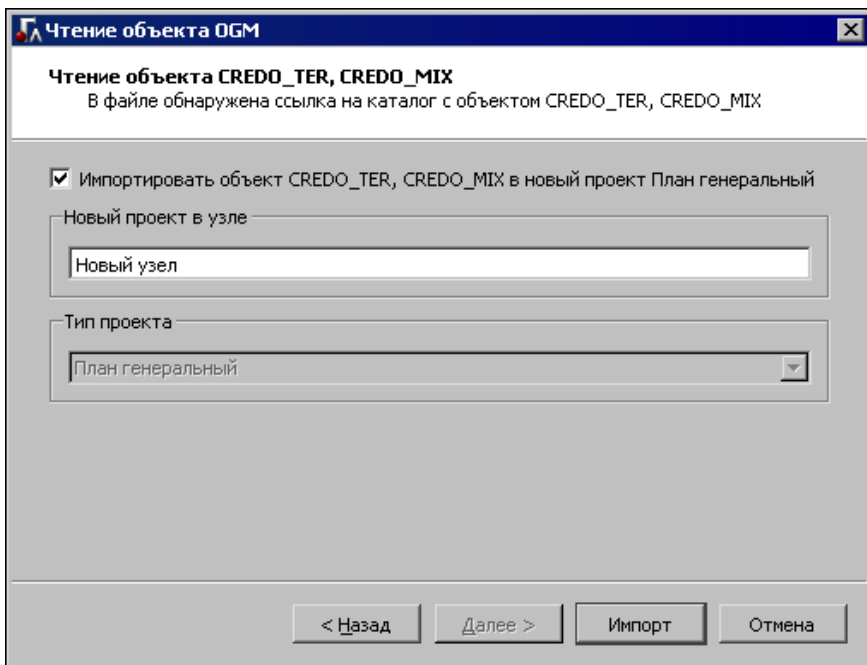 Чтение объекта OGM
Чтение объекта CREDO_TER, CREDO_MIX
В файле обнаружена ссылка на каталог с объектом CREDO_TER, CREDO_MIX
Импортировать объект CREDO_TER, CREDO_MIX в новый проект План генеральный
Новый проект в узле
Новый узел
Тип проекта
План генеральный
< Назад Далее > Импорт Отмена